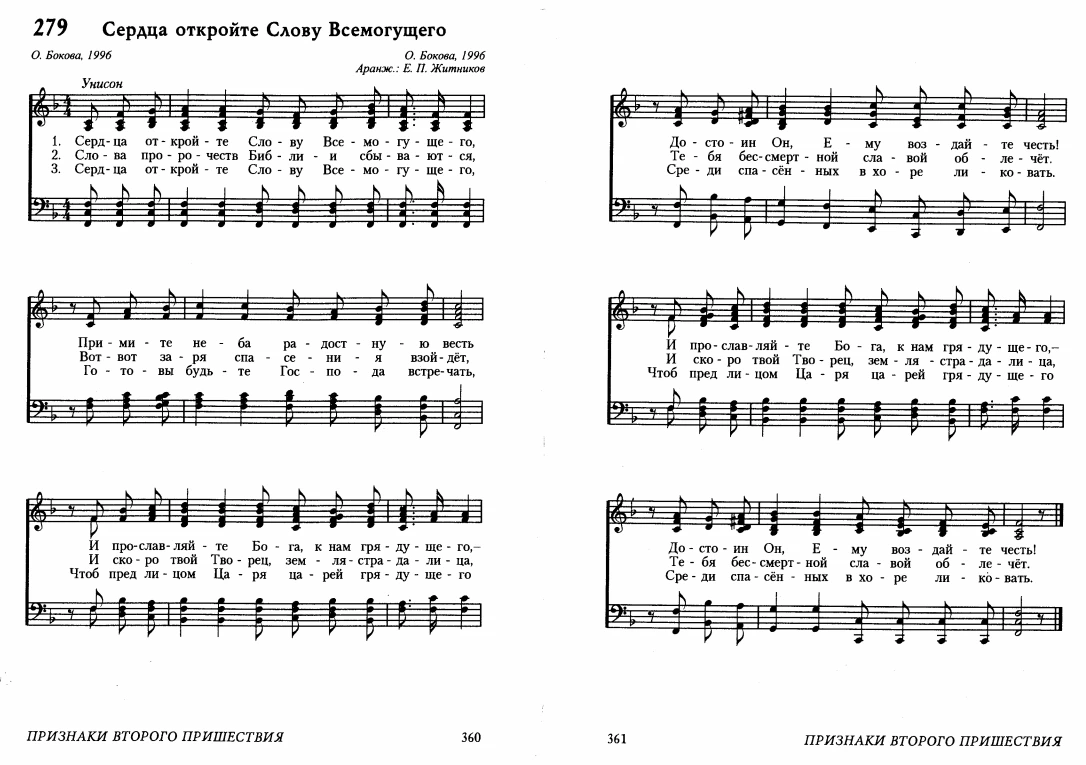 279 Сердца откройте Слову Всемогущего
О. Бокова, 1996
О. Бокова, 1996
Аранж.: Е. П. Житников
Унисон
1. Серд-ца от-крой-те Сло-ву Все-мо-гу-ще-го,
2. Сло-ва про-ро-честв Биб-ли-и сбы-ва-ют-ся,
3. Серд-ца от-крой-те Сло-ву Все-мо-гу-ще-го,
При-ми-те не-ба ра-дост-ну-ю весть
Вот-вот за-ря спа-се-ни-я взой-дёт,
Го-то-вы будь-те Гос-по-да встре-чать,
И про-слав-ляй-те Бо-га, к нам гря-ду-ще-го,–
И ско-ро твой Тво-рец, зем-ля-стра-да-ли-ца,
Чтоб пред ли-цом Ца-ря ца-рей гря-ду-ще-го
ПРИЗНАКИ ВТОРОГО ПРИШЕСТВИЯ 360
До-сто-ин Он, Е-му воз-дай-те честь!
Те-бя бес-смерт-ной сла-вой об-ле-чёт.
Сре-ди спа-сён-ных в хо-ре ли-ко-вать.
И про-слав-ляй-те Бо-га, к нам гря-ду-ще-го,–
И ско-ро твой Тво-рец, зем-ля-стра-да-ли-ца,
Чтоб пред ли-цом Ца-ря ца-рей гря-ду-ще-го
До-сто-ин Он, Е-му воз-дай-те честь!
Те-бя бес-смерт-ной сла-вой об-ле-чёт.
Сре-ди спа-сён-ных в хо-ре ли-ко-вать.
361 ПРИЗНАКИ ВТОРОГО ПРИШЕСТВИЯ